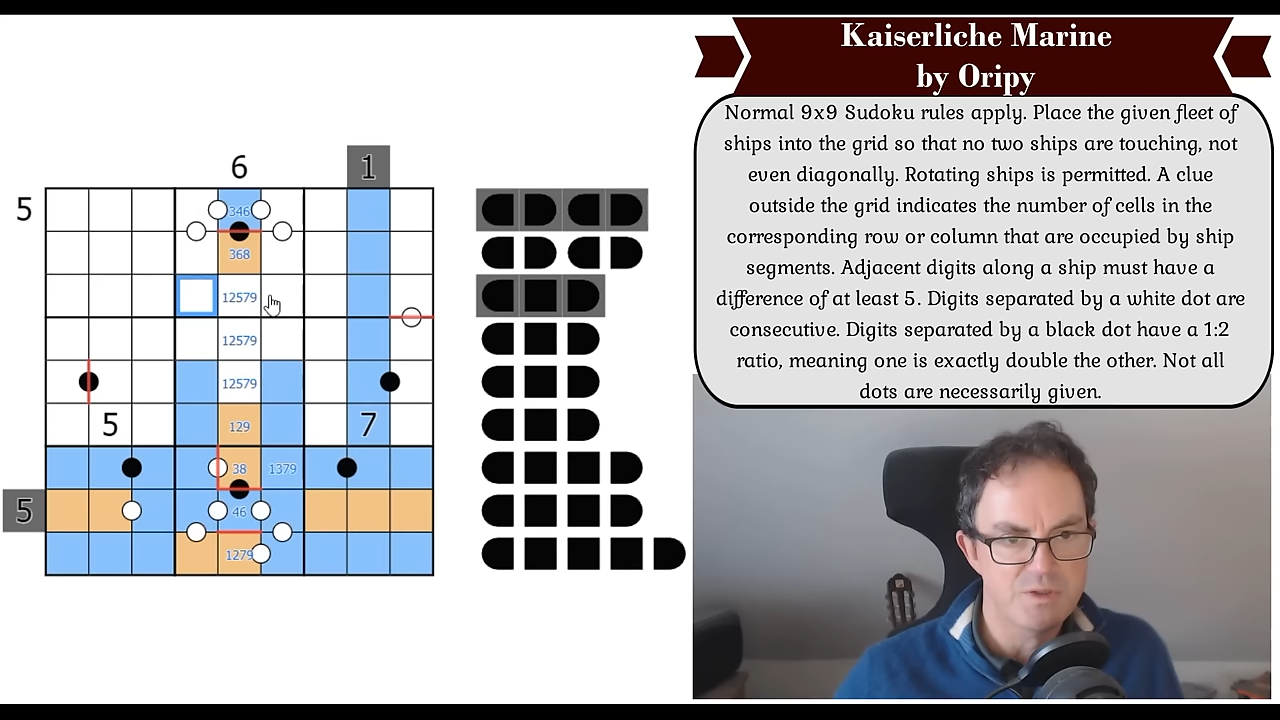 Kaiserliche Marine
by Oripy
Normal 9x9 Sudoku rules apply. Place the given fleet of
ships into the grid so that no two ships are touching, not
even diagonally. Rotating ships is permitted. A clue
outside the grid indicates the number of cells in the
corresponding row or column that are occupied by ship
segments. Adjacent digits along a ship must have a
difference of at least 5. Digits separated by a white dot are
consecutive. Digits separated by a black dot have a 1:2
ratio, meaning one is exactly double the other. Not all
dots are necessarily given.
6 1
5 346
368
12579
12579
12579
5 129 7
38 1379
5 46
1279